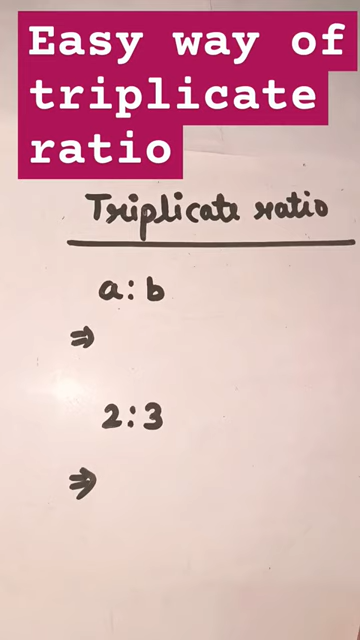 Easy way of
triplicate
ratio
Triplicate ratio
a:b
⇒
2:3
⇒